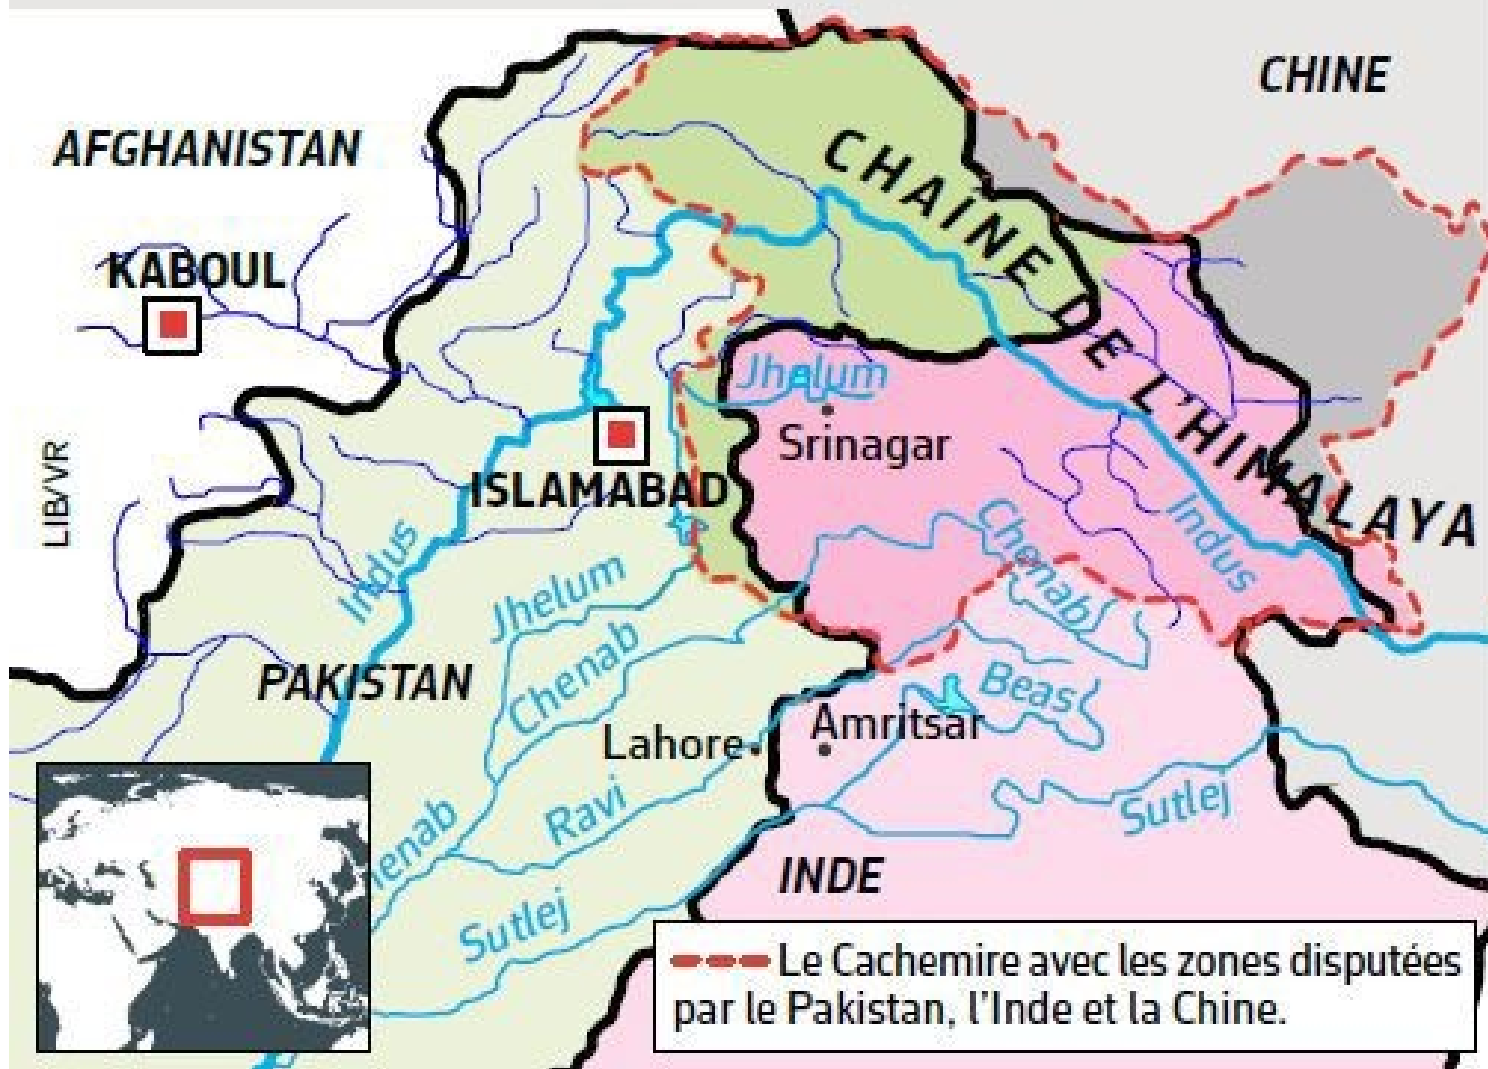 CHINE
AFGHANISTAN
CHAÎNE DE L'HIMALAYA
KABOUL
Jhelum
Srinagar
LIB/VR
ISLAMABAD
Indus
Chenab
Indus
Jhelum
Chenab
PAKISTAN
Beas
Amritsar
Lahore
Ravi
Sutlej
henab
INDE
Sutlej
Le Cachemire avec les zones disputées
par le Pakistan, l'Inde et la Chine.